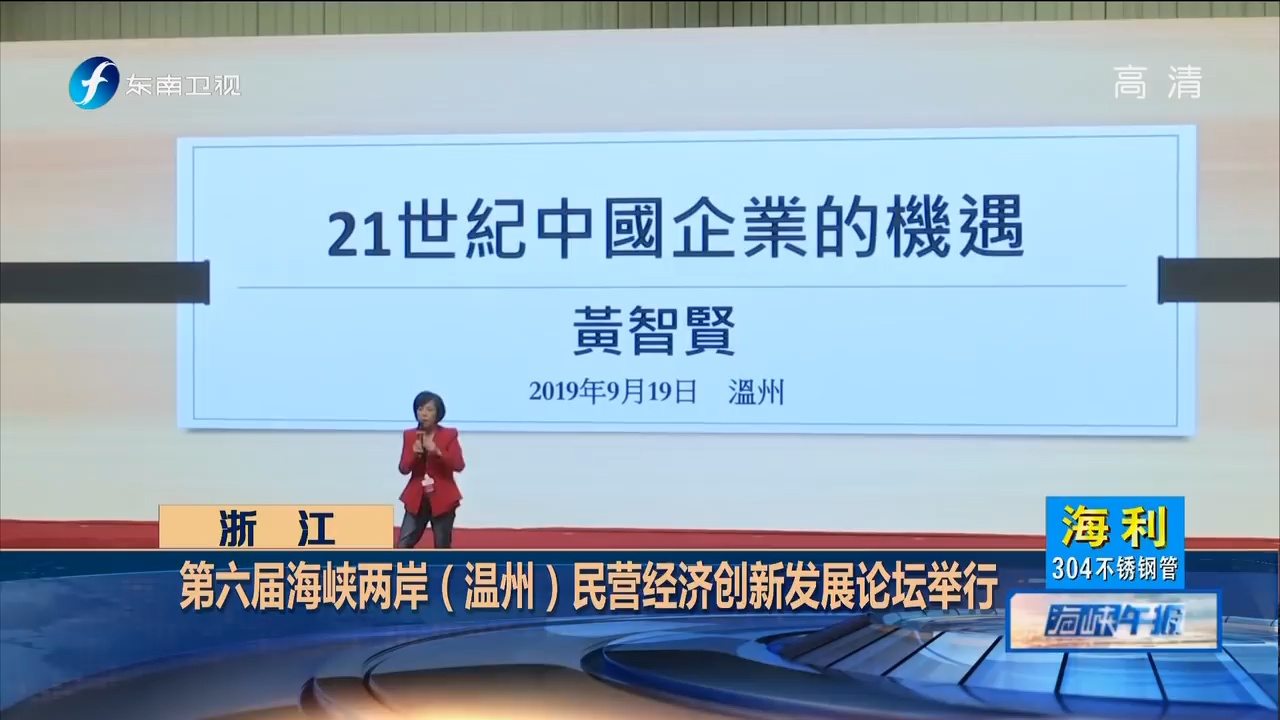 东南卫视
高清
21世紀中國企業的機遇
黃智賢
2019年9月19日 溫州
浙江
第六届海峡两岸（温州）民营经济创新发展论坛举行
海利
304不锈钢管
海峡午报